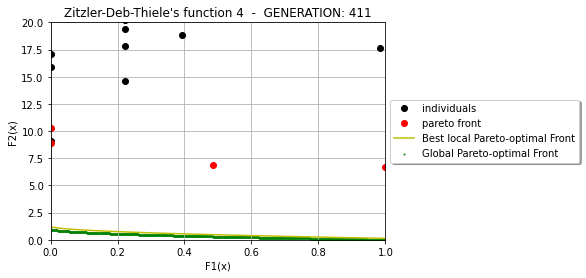 Zitzler-Deb-Thiele's function 4 - GENERATION: 411
20.0
17.5
15.0
12.5
10.0
7.5
5.0
2.5
0.0
F2(x)
0.0 0.2 0.4 0.6 0.8 1.0
F1(x)
individuals
pareto front
Best local Pareto-optimal Front
Global Pareto-optimal Front